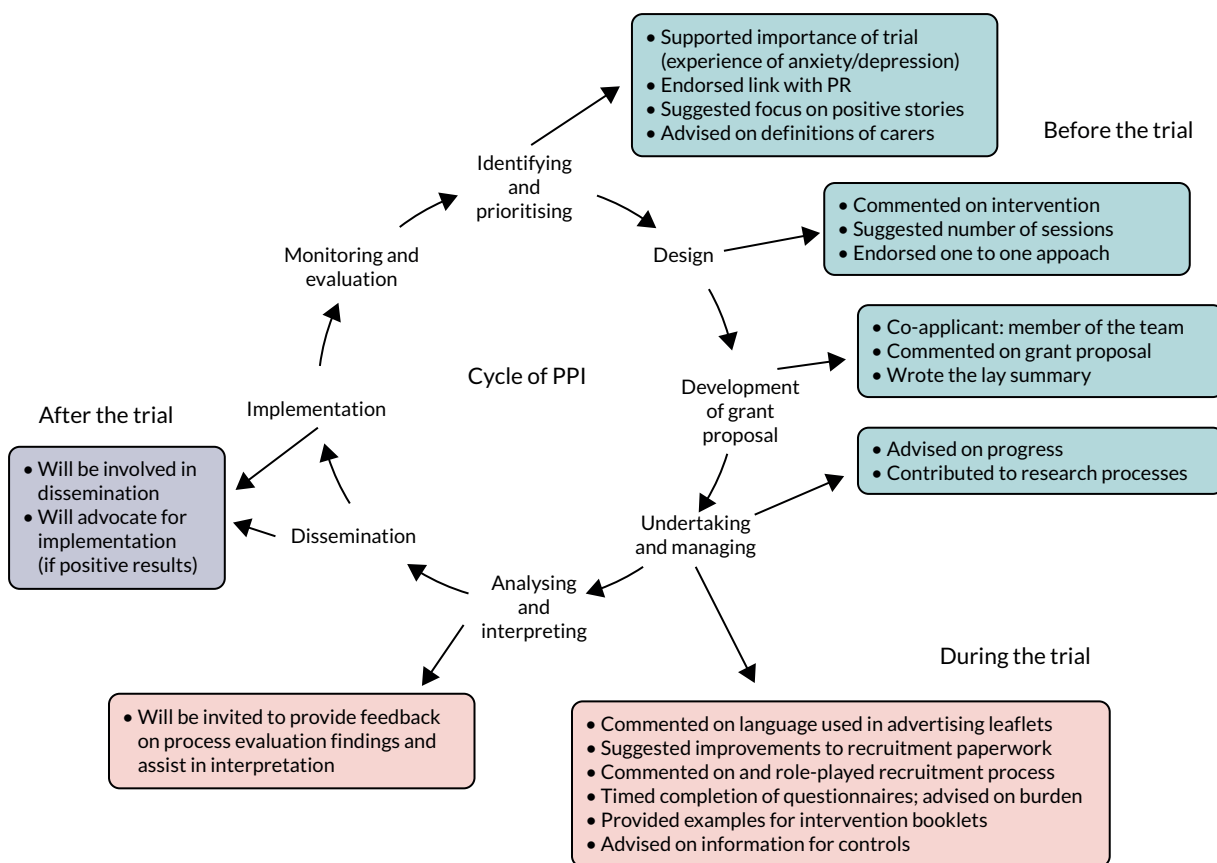 • Supported importance of trial
(experience of anxiety/depression)
• Endorsed link with PR
• Suggested focus on positive stories
• Advised on definitions of carers
Before the trial
Identifying
and
prioritising
• Commented on intervention
• Suggested number of sessions
• Endorsed one to one appoach
Design
Monitoring and
evaluation
• Co-applicant: member of the team
• Commented on grant proposal
• Wrote the lay summary
Cycle of PPI
Development
of grant
proposal
After the trial
Implementation
• Advised on progress
• Contributed to research processes
• Will be involved in
dissemination
• Will advocate for
implementation
(if positive results)
Dissemination
Undertaking
and managing
Analysing
and
interpreting
During the trial
• Will be invited to provide feedback
on process evaluation findings and
assist in interpretation
• Commented on language used in advertising leaflets
• Suggested improvements to recruitment paperwork
• Commented on and role-played recruitment process
• Timed completion of questionnaires; advised on burden
• Provided examples for intervention booklets
• Advised on information for controls